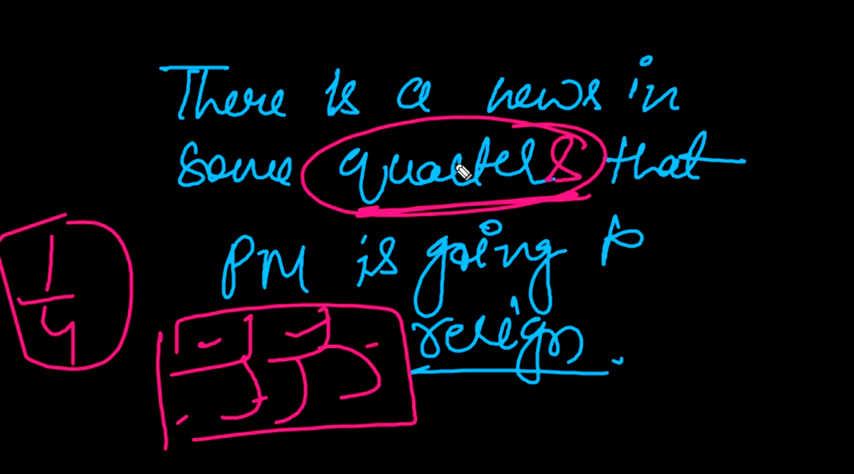 There is a news in
some quarters that
PM is going to
resign.
1/4